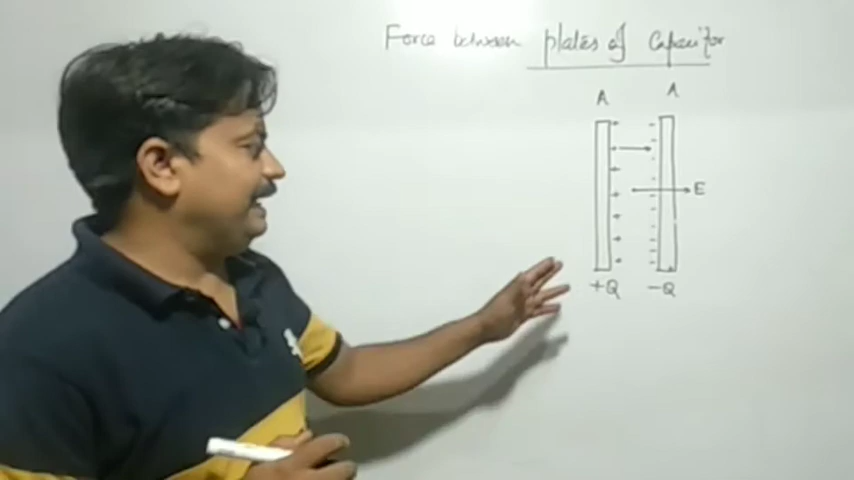 Force between plates of Capacitor
A A
E
+Q -Q